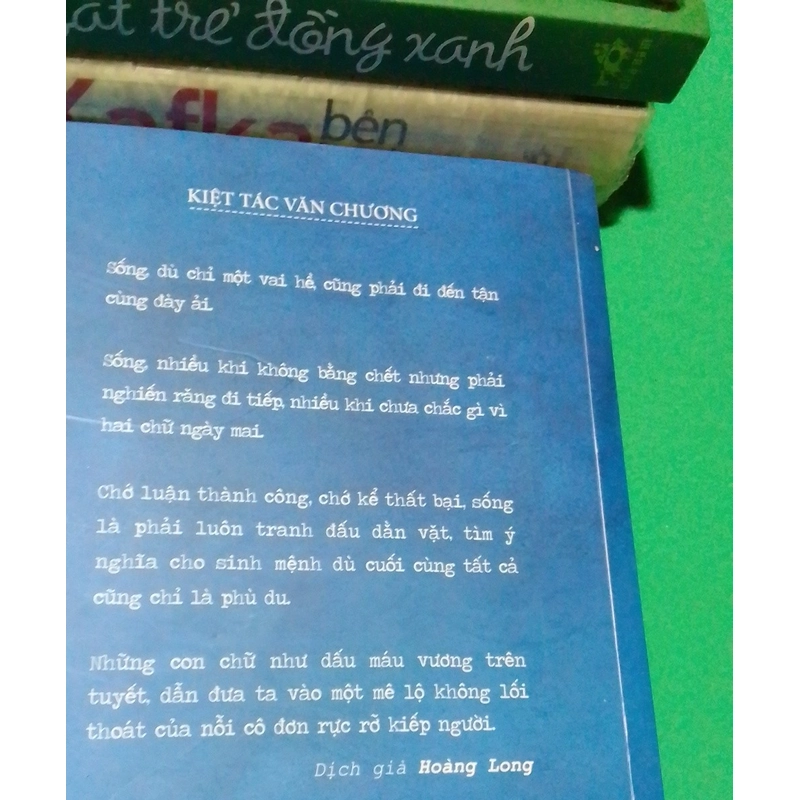 trẻ đồng xanh
Kafka bên
KIỆT TÁC VĂN CHƯƠNG
Sống, dù chỉ một vai hề, cũng phải đi đến tận
cùng đày ải.
Sống, nhiều khi không bằng chết nhưng phải
nghiến răng đi tiếp, nhiều khi chưa chắc gì vì
hai chữ ngày mai.
Chớ luận thành công, chớ kể thất bại, sống
là phải luôn tranh đấu dằn vặt, tìm ý
nghĩa cho sinh mệnh dù cuối cùng tất cả
cũng chỉ là phù du.
Những con chữ như dấu máu vương trên
tuyết, dẫn đưa ta vào một mê lộ không lối
thoát của nỗi cô đơn rực rỡ kiếp người.
Dịch giả Hoàng Long